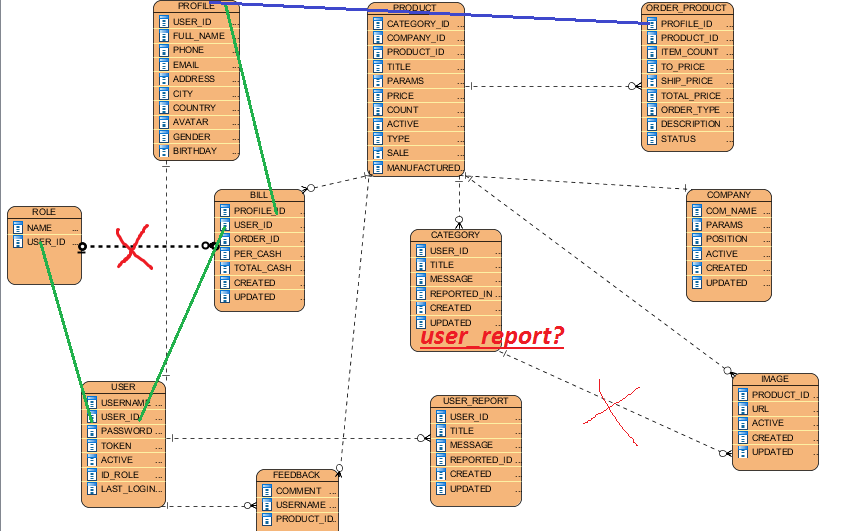 PROFILE
USER_ID ...
FULL_NAME ...
PHONE ...
EMAIL ...
ADDRESS ...
CITY ...
COUNTRY ...
AVATAR ...
GENDER ...
BIRTHDAY ...
PRODUCT
CATEGORY_ID ...
COMPANY_ID ...
PRODUCT_ID ...
TITLE ...
PARAMS ...
PRICE ...
COUNT ...
ACTIVE ...
TYPE ...
SALE ...
MANUFACTURED...
ORDER_PRODUCT
PROFILE_ID ...
PRODUCT_ID ...
ITEM_COUNT ...
TO_PRICE ...
SHIP_PRICE ...
TOTAL_PRICE ...
ORDER_TYPE ...
DESCRIPTION ...
STATUS ...
ROLE
NAME ...
USER_ID ...
BILL
PROFILE_ID ...
USER_ID ...
ORDER_ID ...
PER_CASH ...
TOTAL_CASH ...
CREATED ...
UPDATED ...
CATEGORY
USER_ID ...
TITLE ...
MESSAGE ...
REPORTED_IN ...
CREATED ...
UPDATED ...
user_report?
COMPANY
COM_NAME ...
PARAMS ...
POSITION ...
ACTIVE ...
CREATED ...
UPDATED ...
USER
USERNAME ...
USER_ID ...
PASSWORD ...
TOKEN ...
ACTIVE ...
ID_ROLE ...
LAST_LOGIN...
USER_REPORT
USER_ID ...
TITLE ...
MESSAGE ...
REPORTED_ID ...
CREATED ...
UPDATED ...
IMAGE
PRODUCT_ID ...
URL ...
ACTIVE ...
CREATED ...
UPDATED ...
FEEDBACK
COMMENT ...
USERNAME ...
PRODUCT_ID...